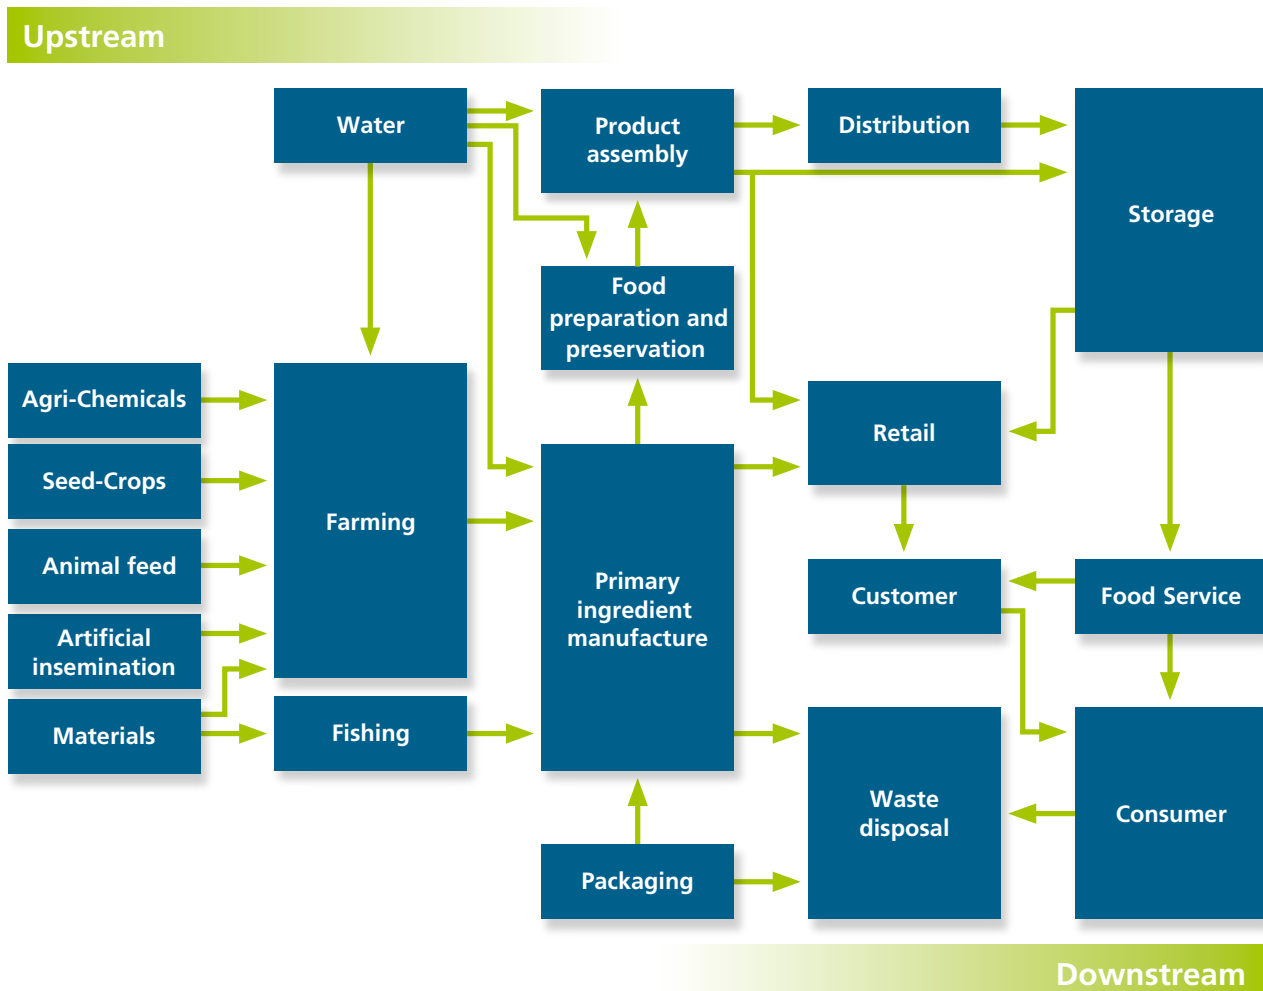 Upstream
Water
Product
assembly
Distribution
Storage
Food
preparation and
preservation
Agri-Chemicals
Seed-Crops
Animal feed
Artificial
insemination
Materials
Farming
Fishing
Primary
ingredient
manufacture
Packaging
Retail
Customer
Food Service
Waste
disposal
Consumer
Downstream